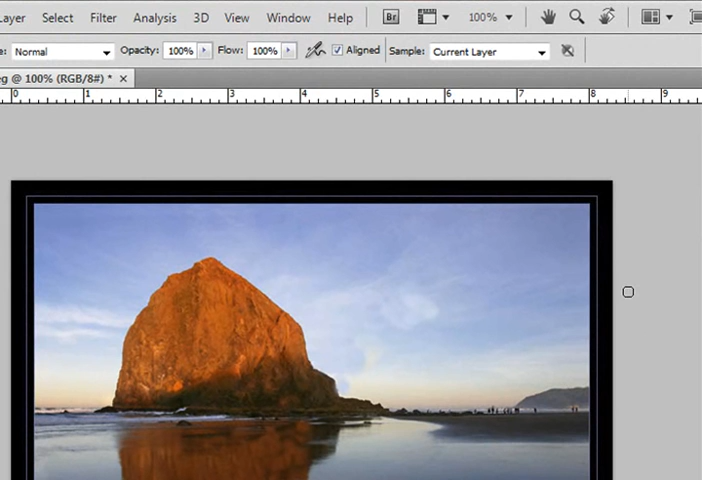 Layer Select Filter Analysis 3D View Window Help Br 100%
e: Normal Opacity: 100% Flow: 100% Aligned Sample: Current Layer
eg @ 100% (RGB/8#) * ×
0 1 2 3 4 5 6 7 8 9